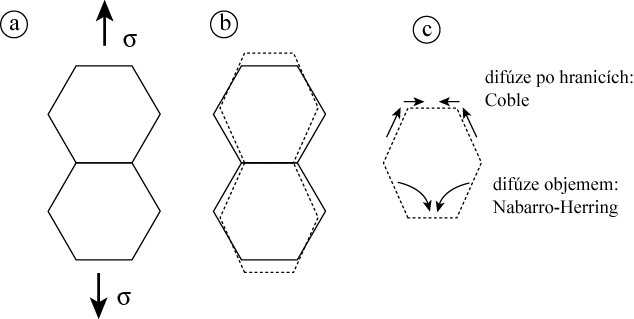 a
σ
σ
b
c
difúze po hranicích:
Coble
difúze objemem:
Nabarro-Herring